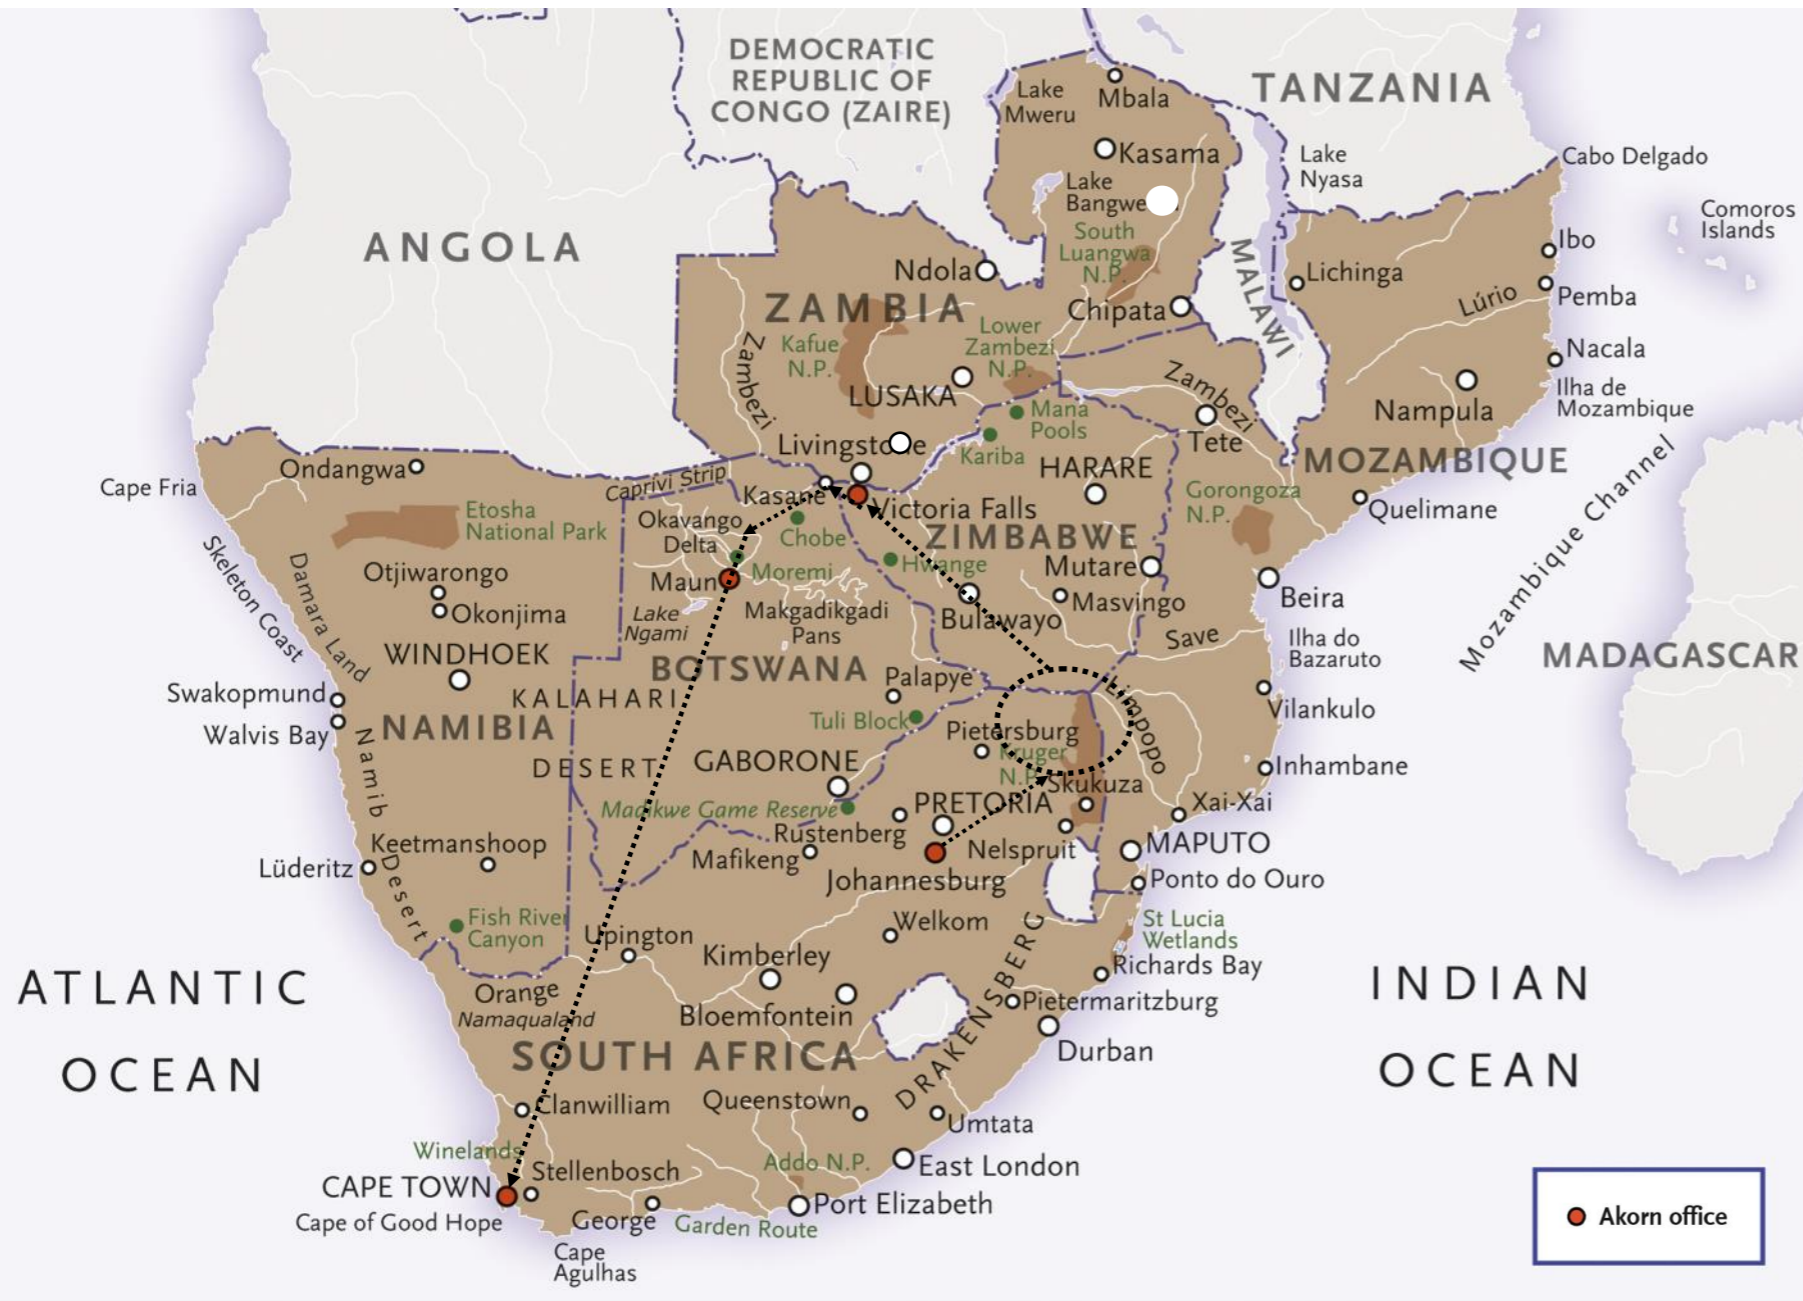 DEMOCRATIC
REPUBLIC OF
CONGO (ZAIRE)
TANZANIA
Lake
Mweru
Mbala
Kasama
Lake
Nyasa
Cabo Delgado
Lake
South
Luangwa
N.P.
Comoros
Islands
Ibo
ANGOLA
Ndola
MALAWI
Lichinga
Lúrio
Pemba
ZAMBIA
Chipata
Kafue
N.P.
Lower
Zambezi
N.P.
Zambezi
Nacala
LUSAKA
Zambezi
Ilha de
Mozambique
Nampula
Mana
Pools
Tete
Kariba
HARARE
MOZAMBIQUE
Mozambique Channel
Ondangwa
Cape Fria
Caprivi Strip
Kasane
Victoria Falls
Gorongoza
N.P.
Quelimane
Etosha
National Park
Okavango
Delta
Chobe
ZIMBABWE
Skeleton Coast
Damara Land
Otjiwarongo
Okonjima
Maun
Moremi
Hwange
Mutare
Lake
Ngami
Makgadikgadi
Pans
Bulawayo
Masvingo
Beira
Save
Ilha do
Bazaruto
MADAGASCAR
WINDHOEK
BOTSWANA
Palapye
Swakopmund
KALAHARI
Walvis Bay
NAMIBIA
Tuli Block
Pietersburg
Limpopo
Vilankulo
Namib
Desert
DESERT
GABORONE
Kruger
N.P.
Skukuza
Inhambane
Madikwe Game Reserve
PRETORIA
Xai-Xai
Keetmanshoop
Rustenberg
Mafikeng
Nelspruit
MAPUTO
Lüderitz
Johannesburg
Ponto do Ouro
Fish River
Canyon
Upington
Welkom
St Lucia
Wetlands
Kimberley
Richards Bay
ATLANTIC
OCEAN
Orange
Namaqualand
Bloemfontein
DRAKENSBERG
Pietermaritzburg
INDIAN
OCEAN
SOUTH AFRICA
Durban
Clanwilliam
Queenstown
Umtata
Winelands
Stellenbosch
Addo N.P.
East London
CAPE TOWN
Cape of Good Hope
George
Garden Route
Port Elizabeth
Cape
Agulhas
Akorn office